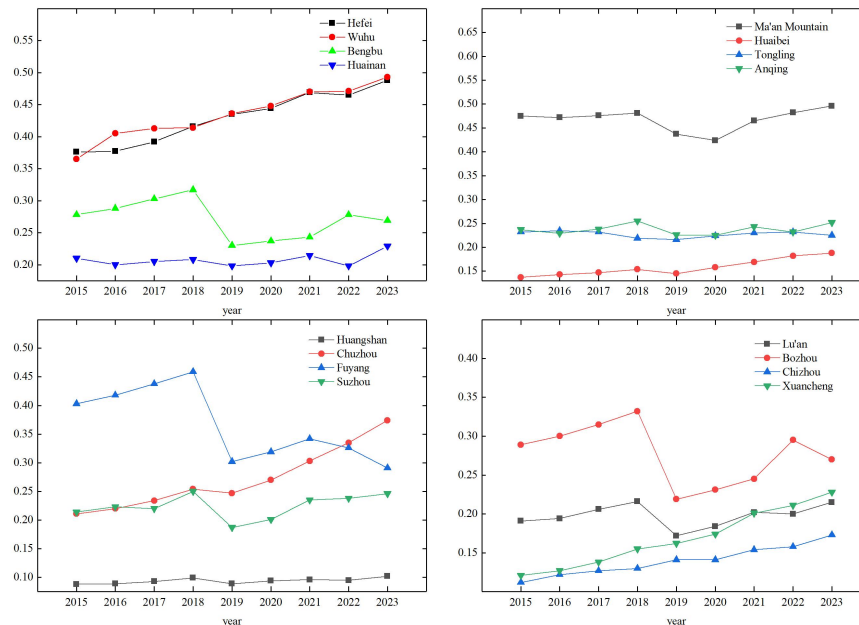 0.55
0.50
0.45
0.40
0.35
0.30
0.25
0.20
Hefei
Wuhu
Bengbu
Huainan
2015 2016 2017 2018 2019 2020 2021 2022 2023
year
0.65
0.60
0.55
0.50
0.45
0.40
0.35
0.30
0.25
0.20
0.15
Ma'an Mountain
Huaibei
Tongling
Anqing
2015 2016 2017 2018 2019 2020 2021 2022 2023
year
0.50
0.45
0.40
0.35
0.30
0.25
0.20
0.15
0.10
Huangshan
Chuzhou
Fuyang
Suzhou
2015 2016 2017 2018 2019 2020 2021 2022 2023
year
0.40
0.35
0.30
0.25
0.20
0.15
Lu'an
Bozhou
Chizhou
Xuancheng
2015 2016 2017 2018 2019 2020 2021 2022 2023
year